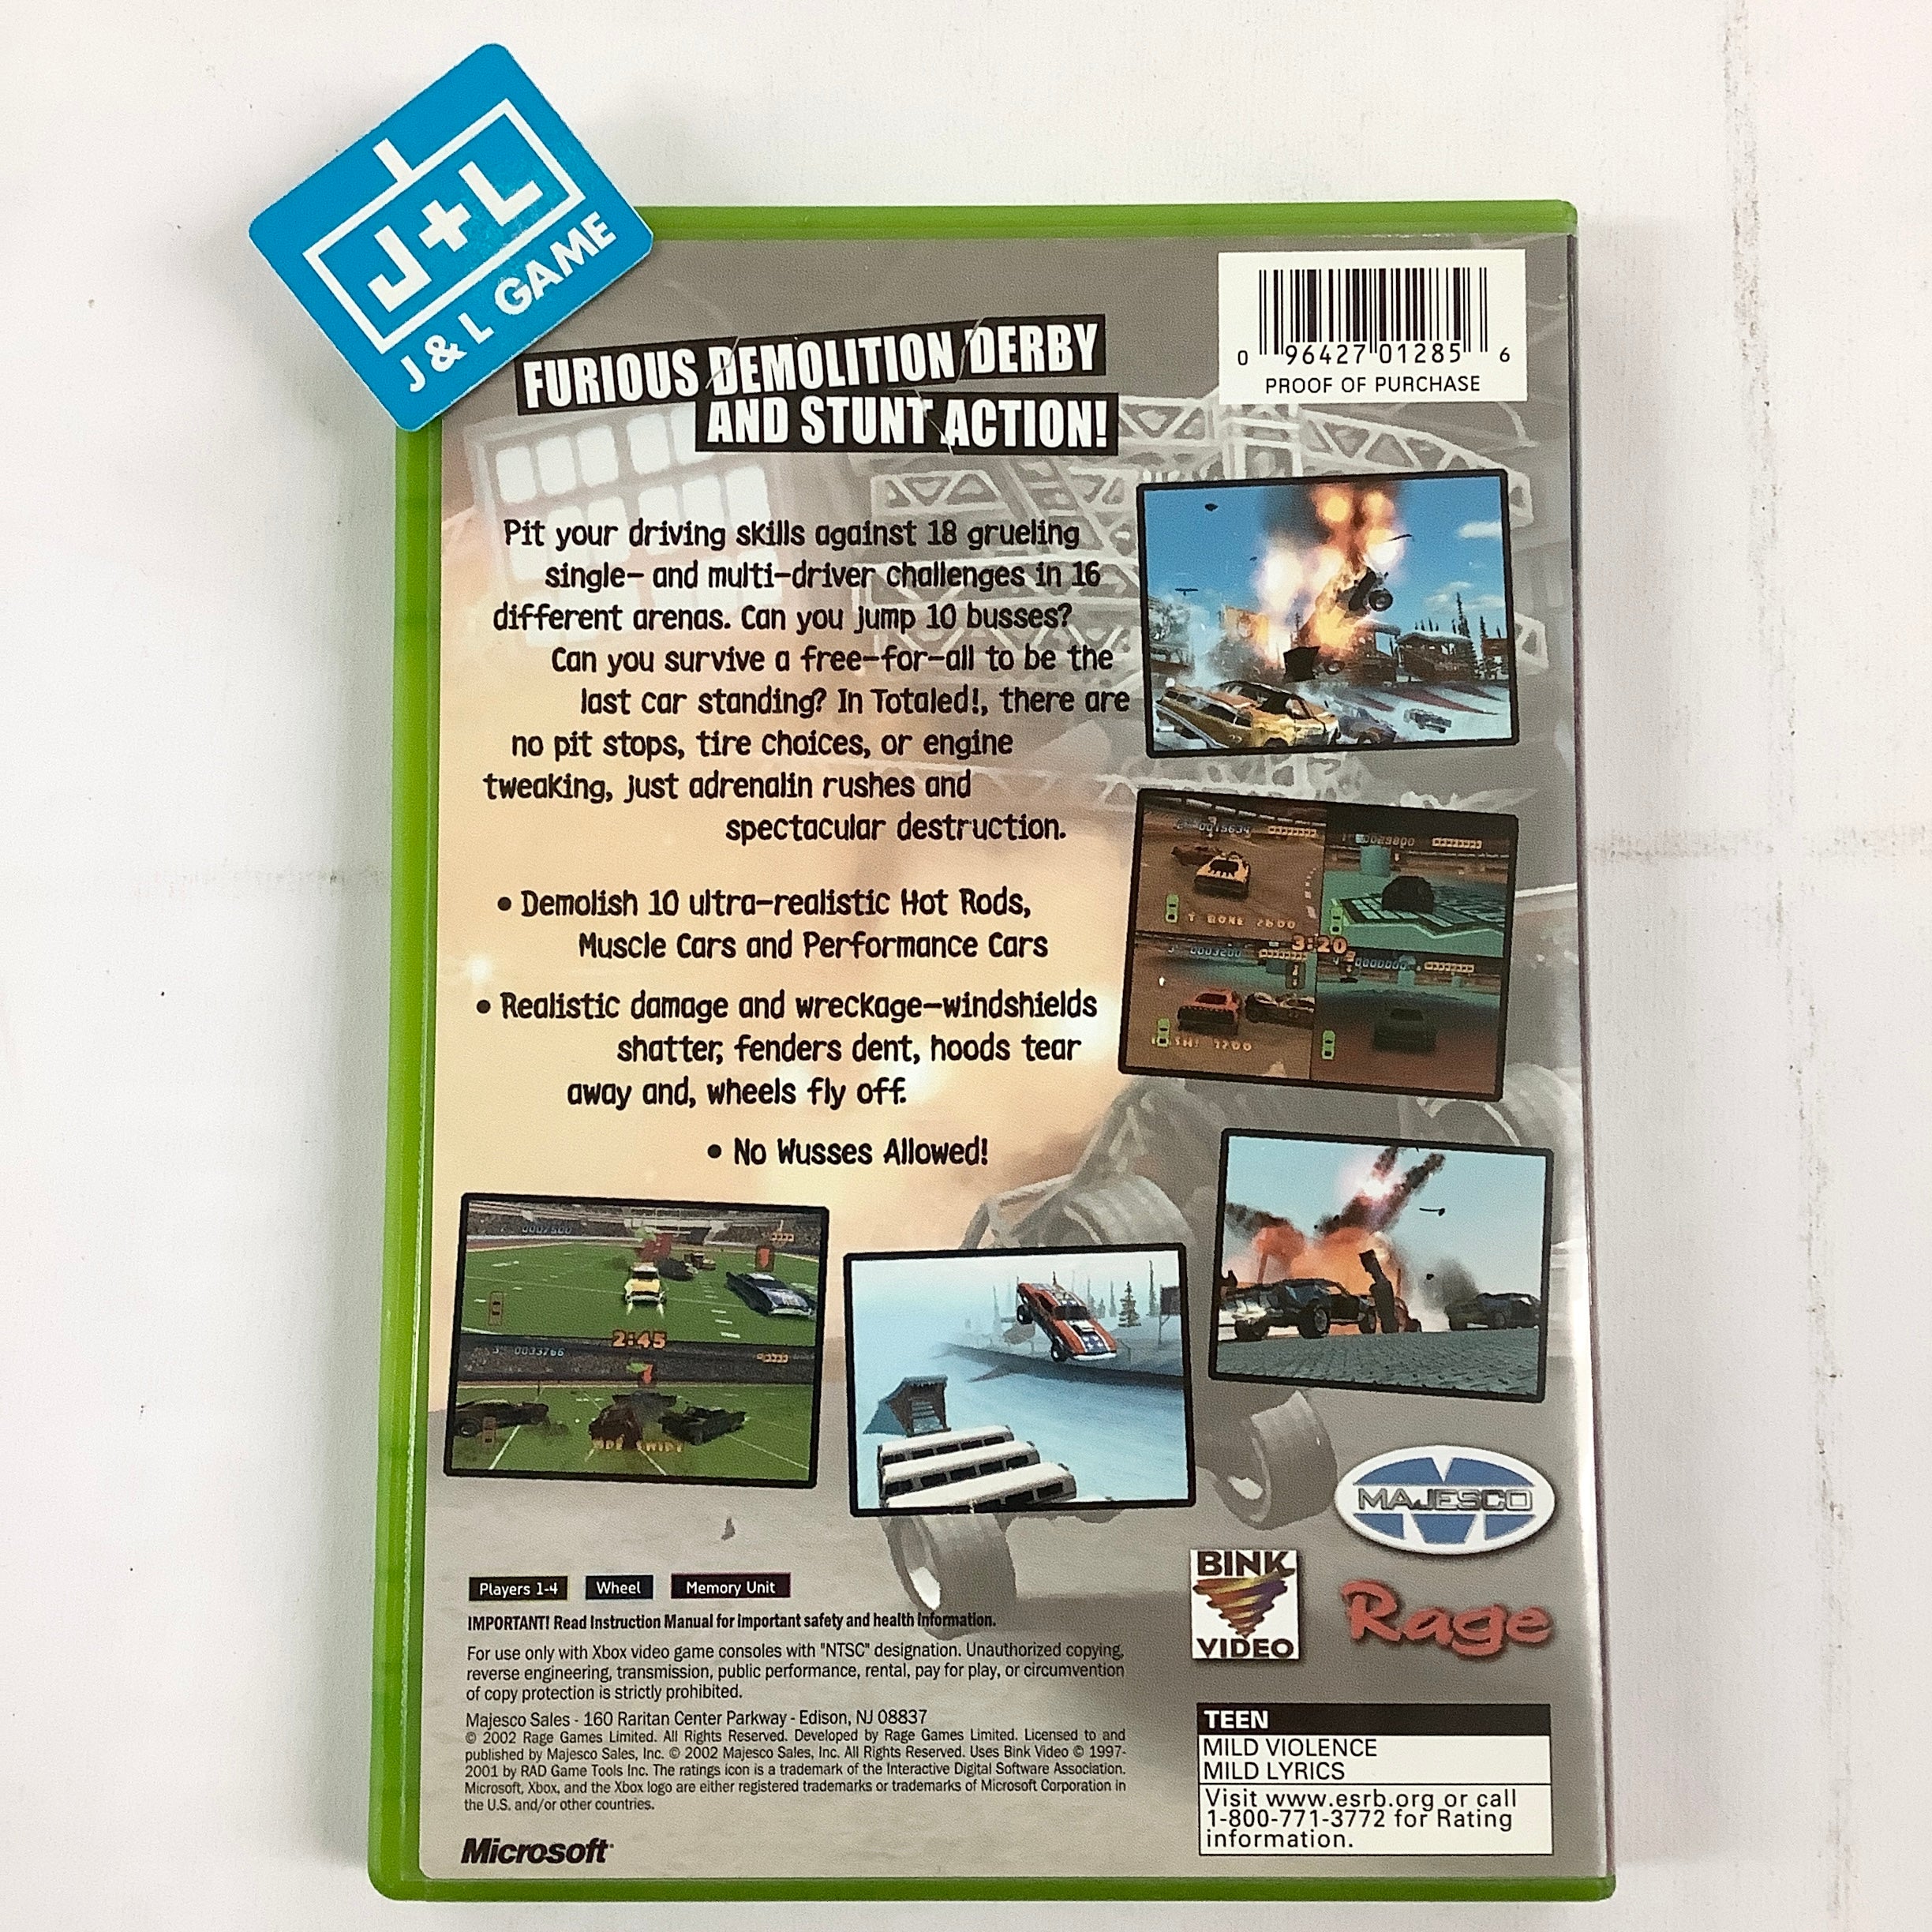 J+L
J & L GAME
FURIOUS DEMOLITION DERBY
AND STUNT ACTION!
0 96427 01285 6
PROOF OF PURCHASE
Pit your driving skills against 18 grueling
single- and multi-driver challenges in 16
different arenas. Can you jump 10 busses?
Can you survive a free-for-all to be the
last car standing? In Totaled!, there are
no pit stops, tire choices, or engine
tweaking, just adrenalin rushes and
spectacular destruction.
• Demolish 10 ultra-realistic Hot Rods,
Muscle Cars and Performance Cars
• Realistic damage and wreckage-windshields
shatter, fenders dent, hoods tear
away and, wheels fly off.
• No Wusses Allowed!
0015634
0029800
T BONE 2600
3:20
0003200
0000000
0007500
2:45
0033766
MAJESCO
BINK
VIDEO
Rage
Players 1-4 Wheel Memory Unit
IMPORTANT! Read Instruction Manual for important safety and health information.
For use only with Xbox video game consoles with "NTSC" designation. Unauthorized copying,
reverse engineering, transmission, public performance, rental, pay for play, or circumvention
of copy protection is strictly prohibited.
Majesco Sales - 160 Raritan Center Parkway - Edison, NJ 08837
© 2002 Rage Games Limited. All Rights Reserved. Developed by Rage Games Limited. Licensed to and
published by Majesco Sales, Inc. © 2002 Majesco Sales, Inc. All Rights Reserved. Uses Bink Video © 1997-
2001 by RAD Game Tools Inc. The ratings icon is a trademark of the Interactive Digital Software Association.
Microsoft, Xbox, and the Xbox logo are either registered trademarks or trademarks of Microsoft Corporation in
the U.S. and/or other countries.
Microsoft
TEEN
MILD VIOLENCE
MILD LYRICS
Visit www.esrb.org or call
1-800-771-3772 for Rating
information.